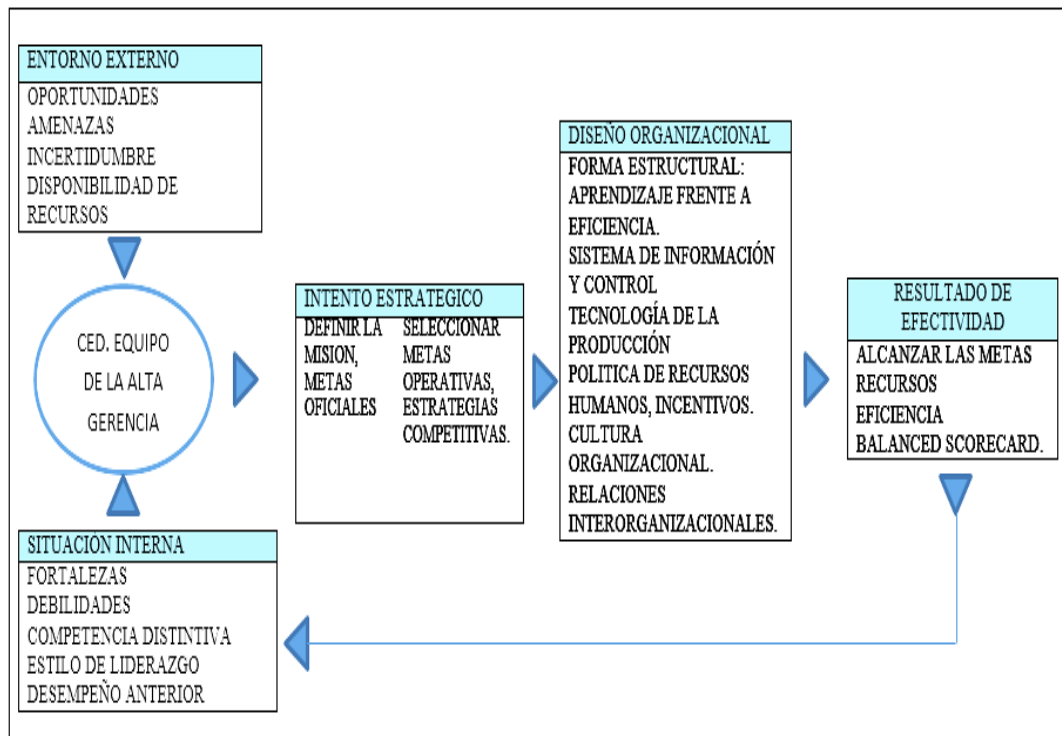 ENTORNO EXTERNO
OPORTUNIDADES
AMENAZAS
INCERTIDUMBRE
DISPONIBILIDAD DE
RECURSOS
CED. EQUIPO
DE LA ALTA
GERENCIA
SITUACIÓN INTERNA
FORTALEZAS
DEBILIDADES
COMPETENCIA DISTINTIVA
ESTILO DE LIDERAZGO
DESEMPEÑO ANTERIOR
INTENTO ESTRATEGICO
DEFINIR LA
MISION,
METAS
OFICIALES
SELECCIONAR
METAS
OPERATIVAS,
ESTRATEGIAS
COMPETITIVAS.
DISEÑO ORGANIZACIONAL
FORMA ESTRUCTURAL:
APRENDIZAJE FRENTE A
EFICIENCIA.
SISTEMA DE INFORMACIÓN
Y CONTROL
TECNOLOGÍA DE LA
PRODUCCIÓN
POLITICA DE RECURSOS
HUMANOS, INCENTIVOS.
CULTURA
ORGANIZACIONAL.
RELACIONES
INTERORGANIZACIONALES.
RESULTADO DE
EFECTIVIDAD
ALCANZAR LAS METAS
RECURSOS
EFICIENCIA
BALANCED SCORECARD.